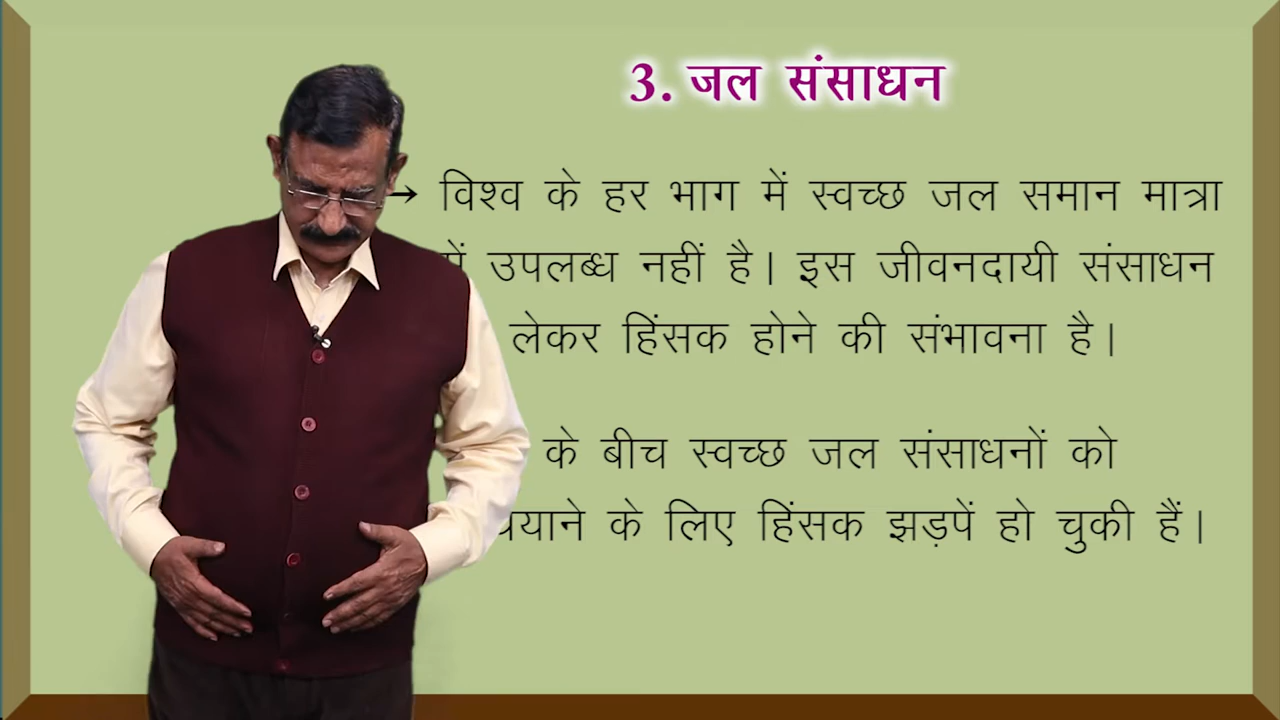 3. जल संसाधन
→ विश्व के हर भाग में स्वच्छ जल समान मात्रा
में उपलब्ध नहीं है। इस जीवनदायी संसाधन
लेकर हिंसक होने की संभावना है।
के बीच स्वच्छ जल संसाधनों को
के लिए हिंसक झड़पें हो चुकी हैं।